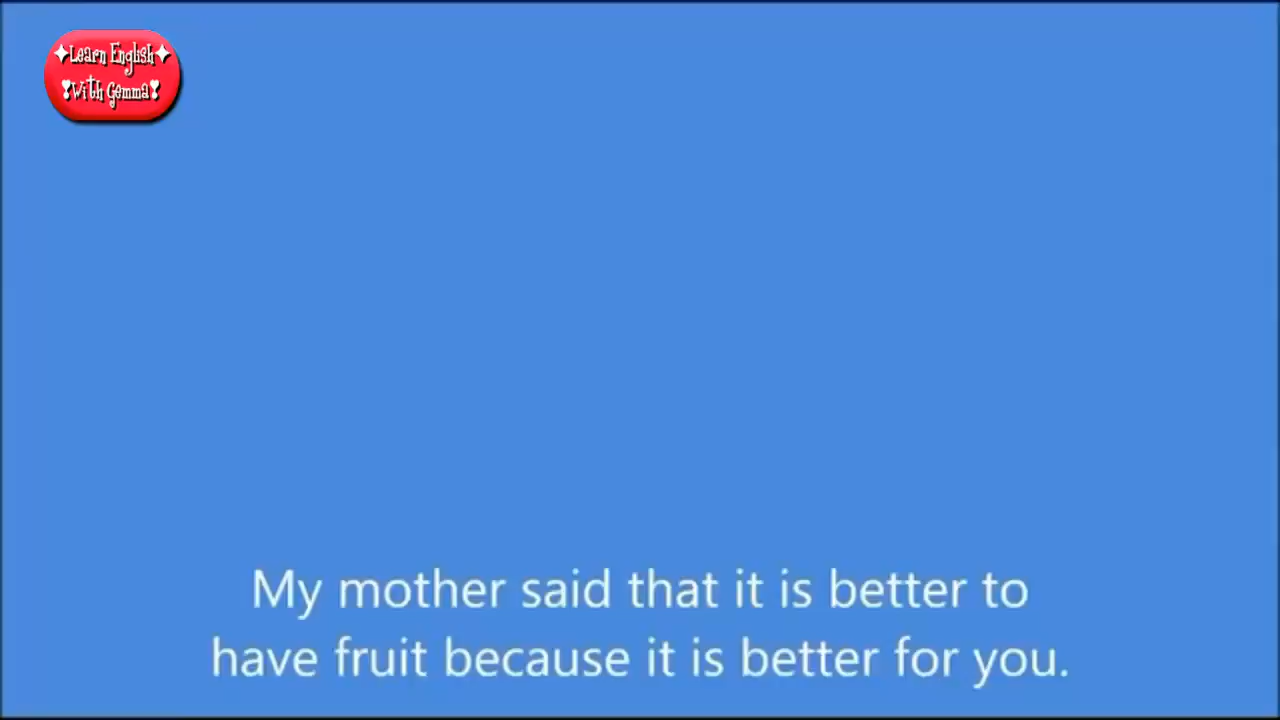 ✦Learn English✦
❣With Gemma❣
My mother said that it is better to
have fruit because it is better for you.